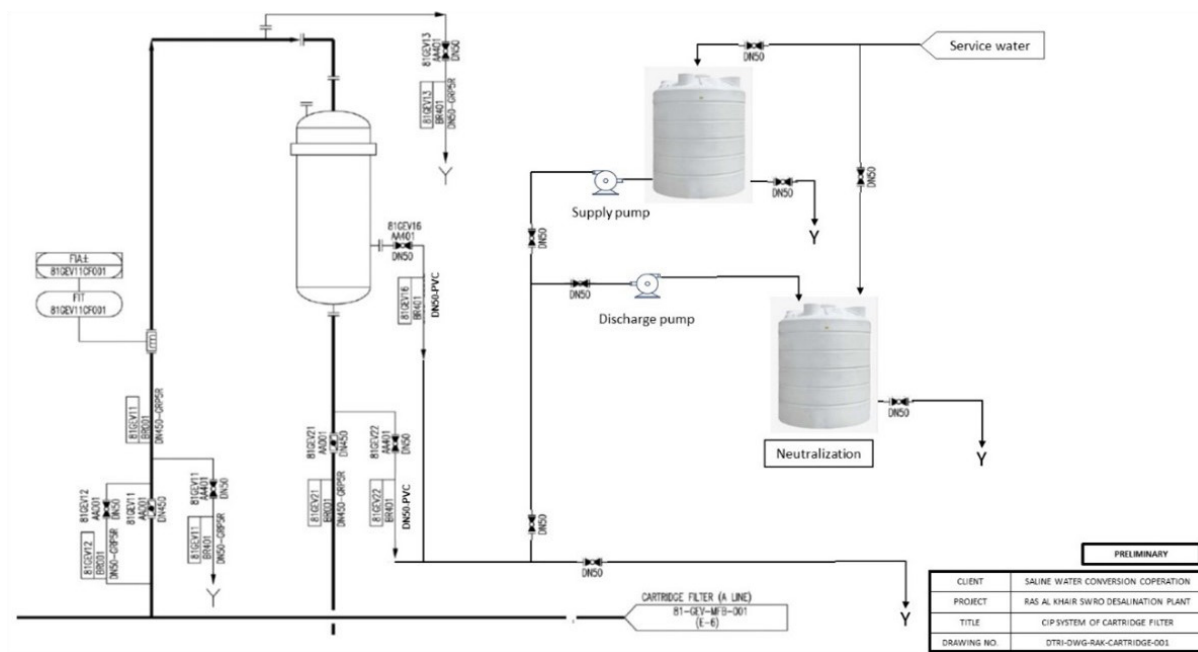 81GEV13
AA401
DN50
81GEV13
BR401
DN50-GRP5R
Y
Service water
DN50
DN50
DN50
Y
Supply pump
DN50
DN50
Discharge pump
DN50
Y
Neutralization
81GEV16
AA401
DN50
81GEV16
BR401
DN50-PVC
FIA±
81GEV11CF001
FIT
81GEV11CF001
81GEV11
BR001
DN450-GRP5R
81GEV12
AA001
DN50
81GEV11
AA001
DN450
81GEV11
AA401
DN50
81GEV12
BR001
DN50-GRP5R
81GEV11
BR401
DN50-GRP5R
Y
81GEV21
AA001
DN450
81GEV22
AA401
DN50
81GEV21
BR001
DN450-GRP5R
81GEV22
BR401
DN50-PVC
DN50
DN50
Y
CARTRIDGE FILTER (A LINE)
81-GEV-MFB-001
(E-6)
PRELIMINARY
CLIENT SALINE WATER CONVERSION COPERATION
PROJECT RAS AL KHAIR SWRO DESALINATION PLANT
TITLE CIP SYSTEM OF CARTRIDGE FILTER
DRAWING NO. DTRI-DWG-RAK-CARTRIDGE-001